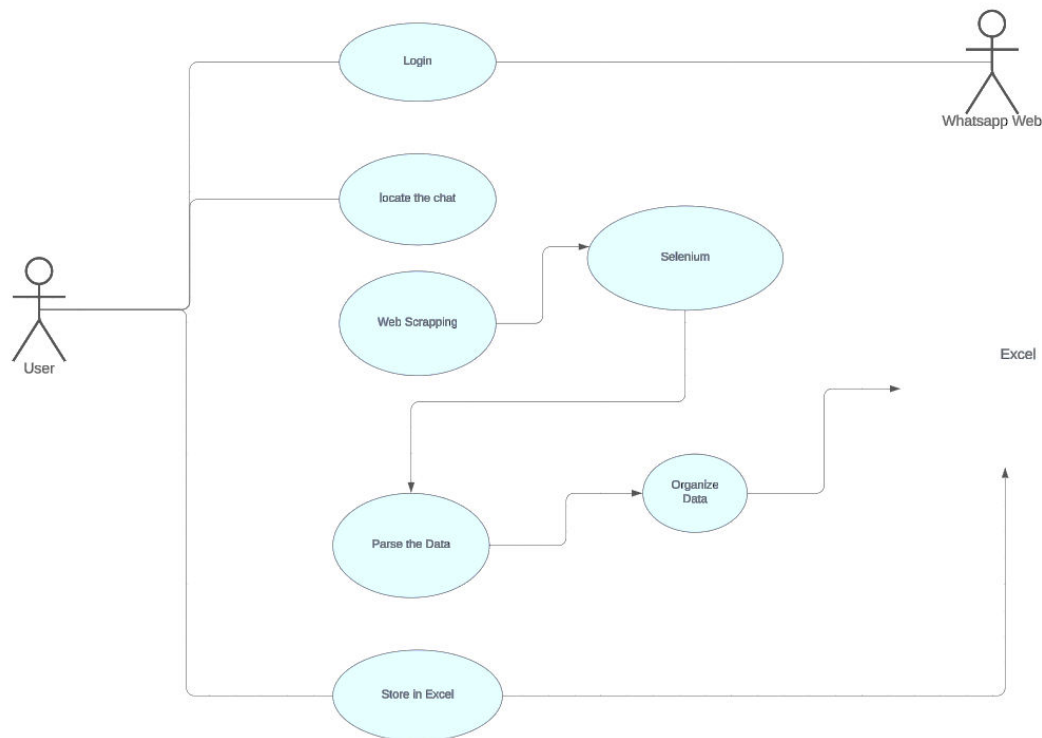 Login
Whatsapp Web
locate the chat
Selenium
Web Scrapping
User
Excel
Organize
Data
Parse the Data
Store in Excel